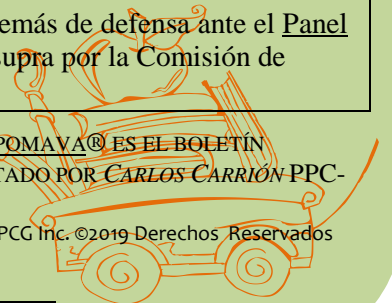 emás de defensa ante el Panel
supra por la Comisión de
POMAVA® ES EL BOLETÍN
TADO POR CARLOS CARRIÓN PPC-
PCG Inc. ©2019 Derechos Reservados